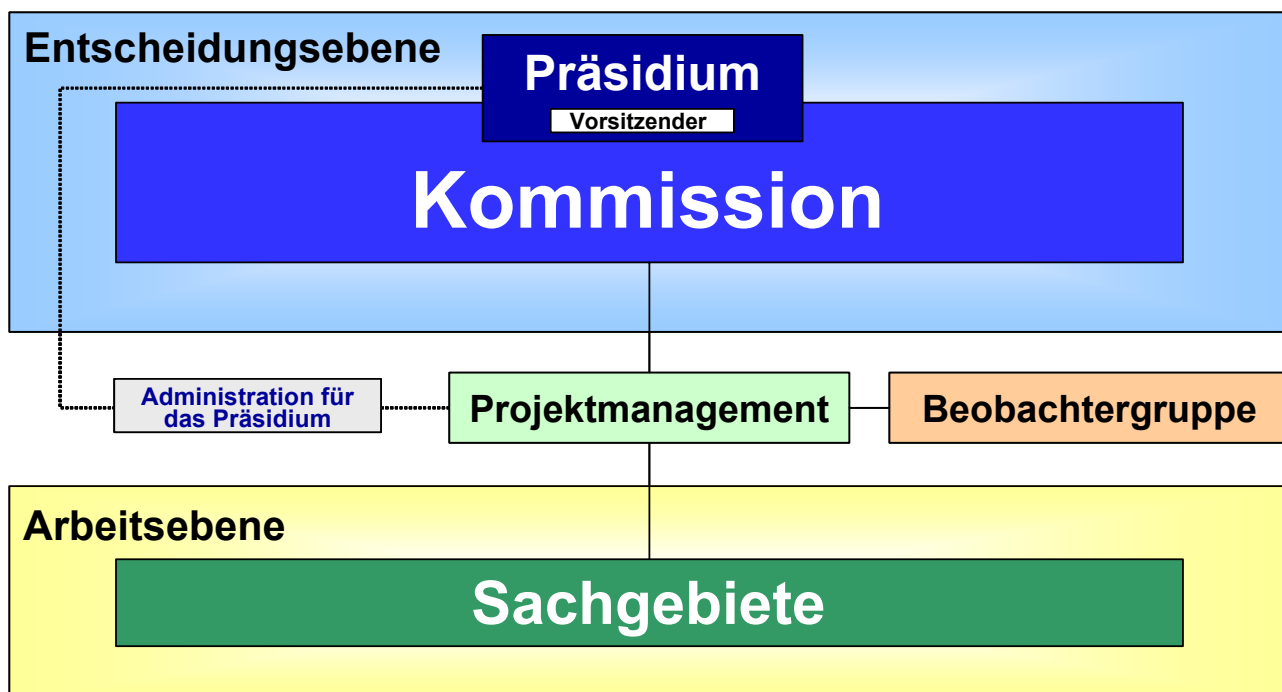 Entscheidungsebene
Präsidium
Vorsitzender
Kommission
Administration für
das Präsidium
Projektmanagement
Beobachtergruppe
Arbeitsebene
Sachgebiete